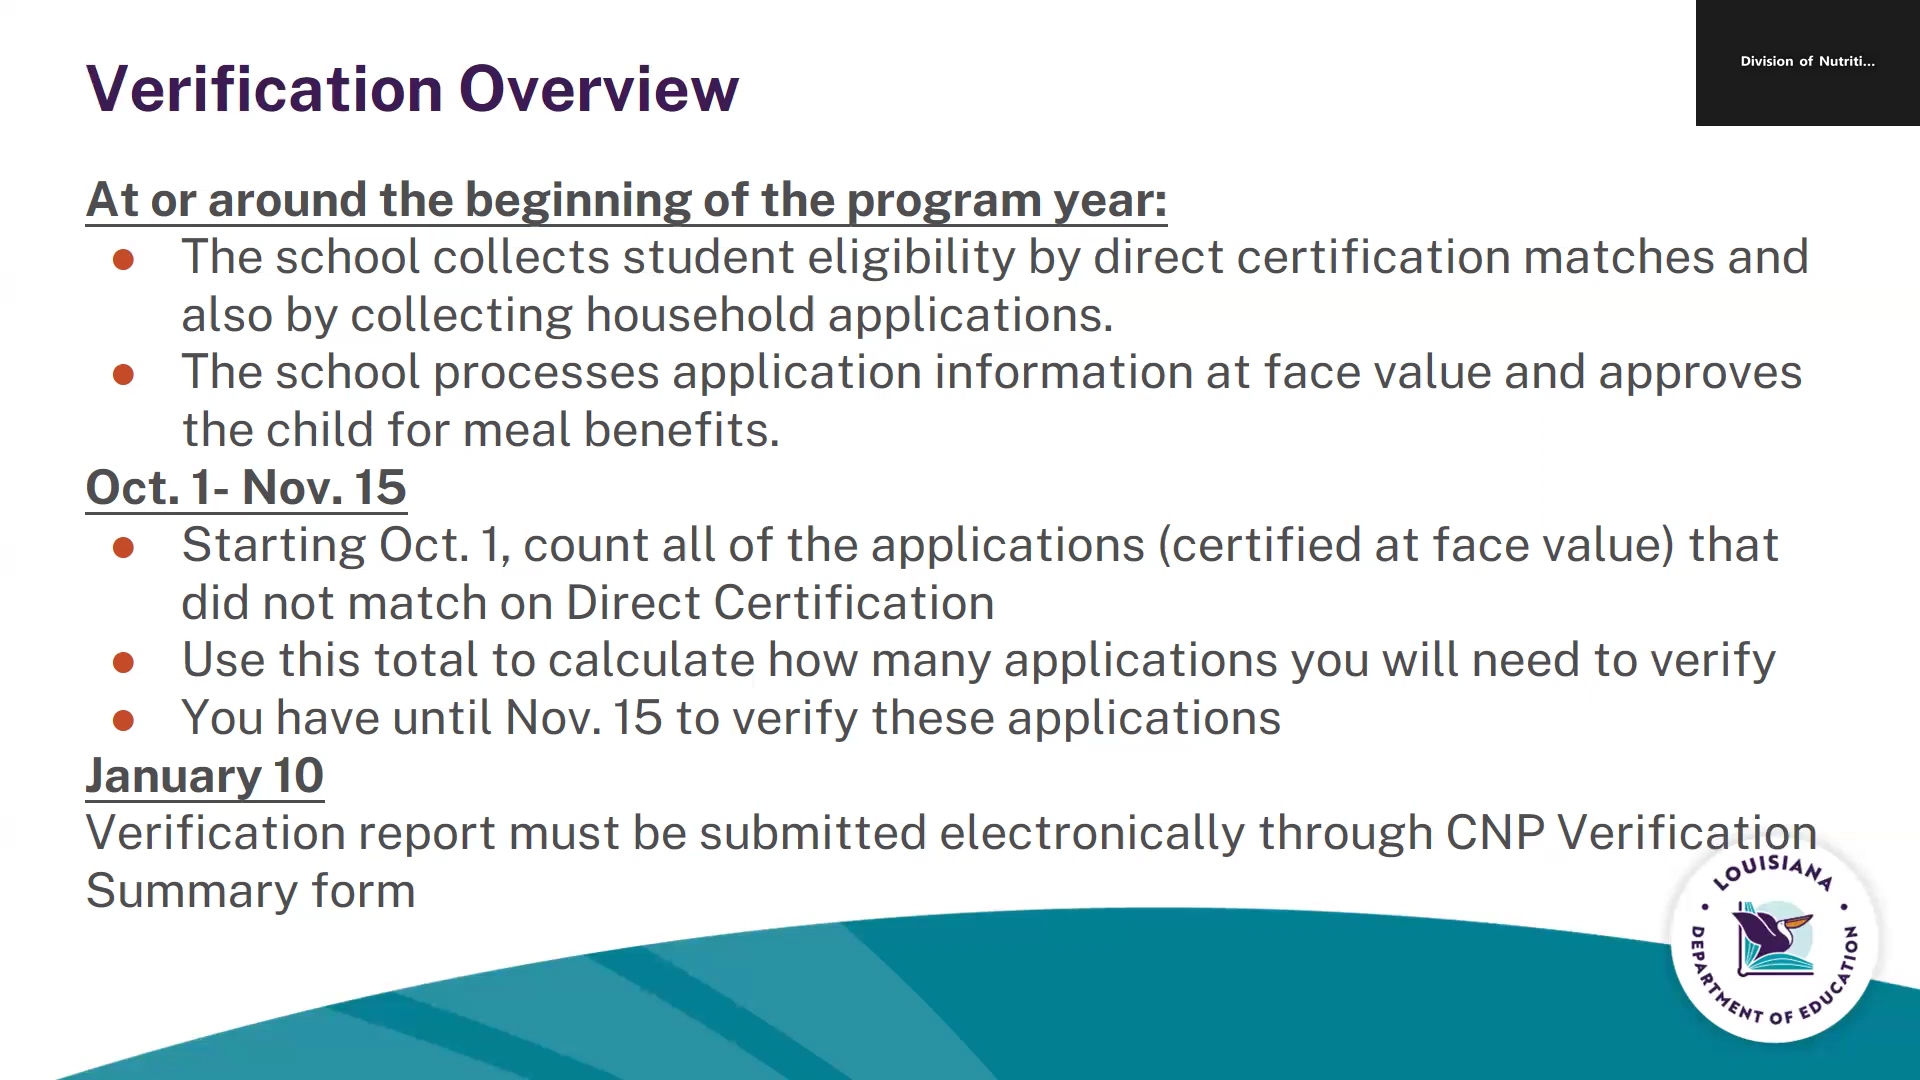 Division of Nutriti...
Verification Overview
At or around the beginning of the program year:
● The school collects student eligibility by direct certification matches and
also by collecting household applications.
● The school processes application information at face value and approves
the child for meal benefits.
Oct. 1- Nov. 15
● Starting Oct. 1, count all of the applications (certified at face value) that
did not match on Direct Certification
● Use this total to calculate how many applications you will need to verify
● You have until Nov. 15 to verify these applications
January 10
Verification report must be submitted electronically through CNP Verification
Summary form
LOUISIANA
DEPARTMENT OF EDUCATION